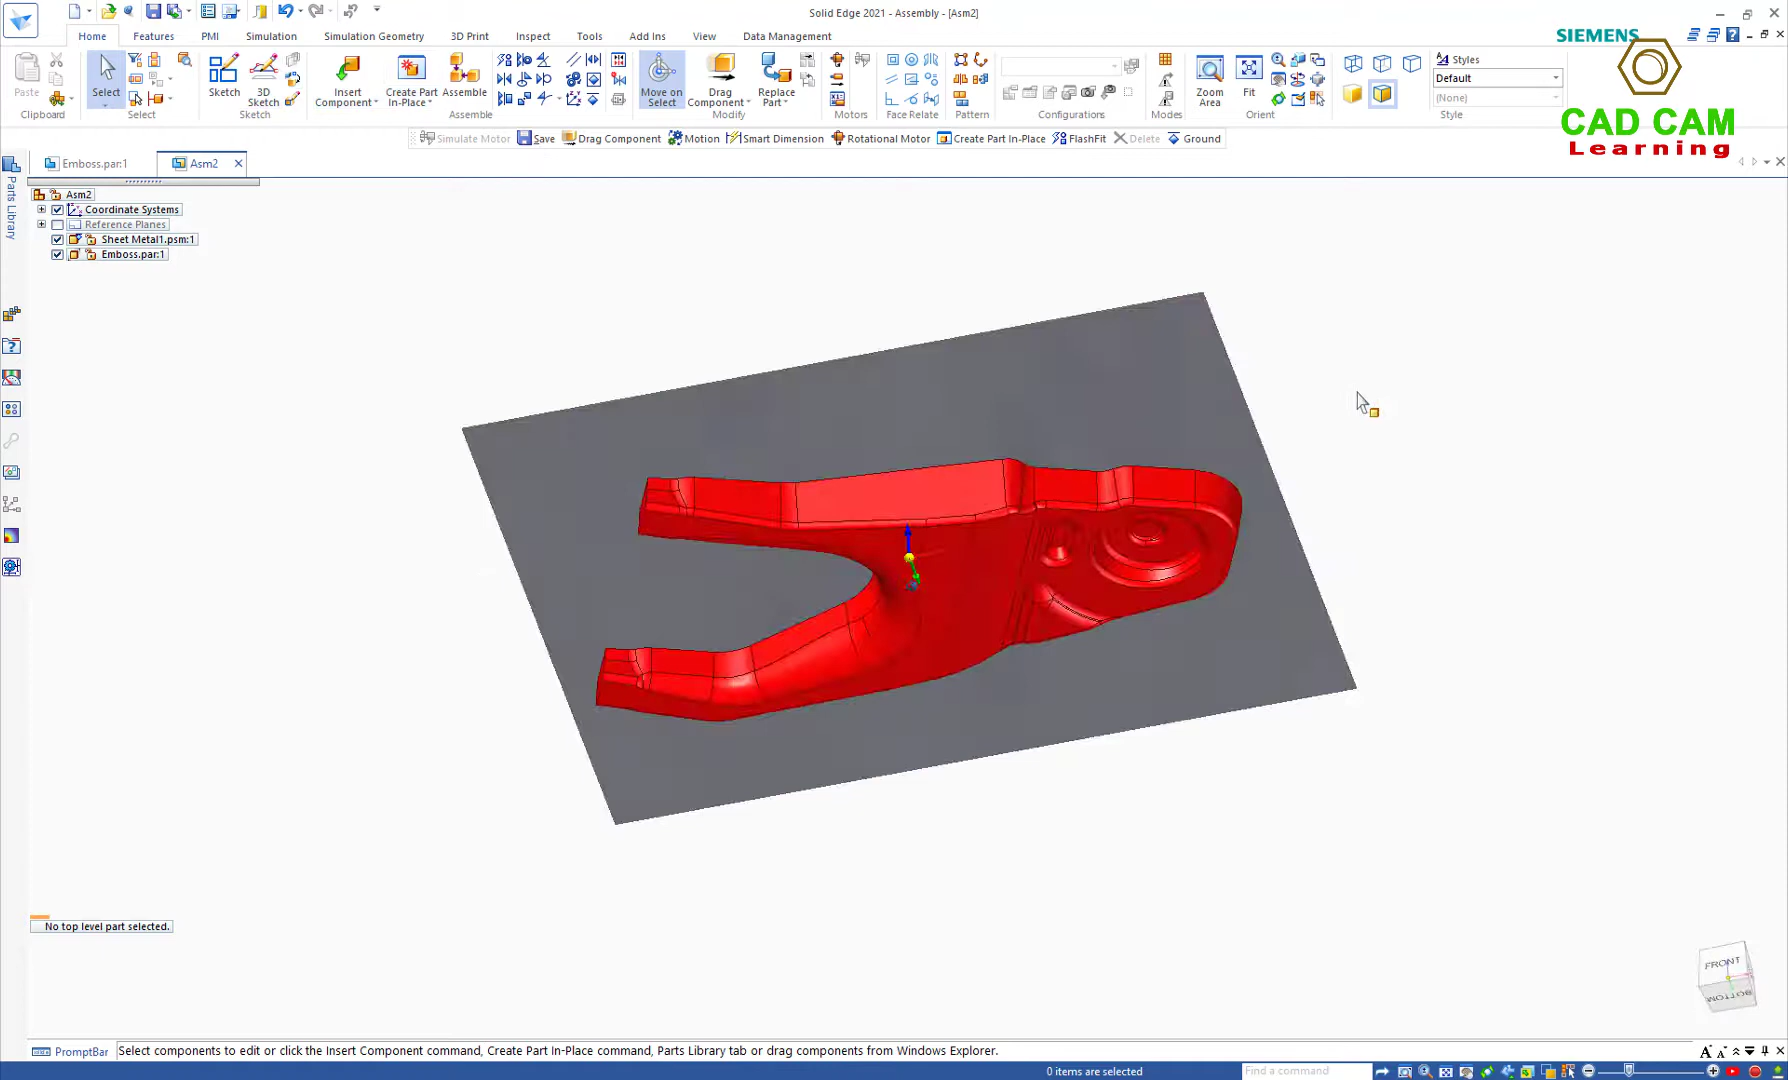 Solid Edge 2021 - Assembly - [Asm2]
Home Features PMI Simulation Simulation Geometry 3D Print Inspect Tools Add Ins View Data Management
SIEMENS
CAD CAM
Learning
Paste
Clipboard
Select
Select
Sketch
3D Sketch
Sketch
Insert Component
Create Part In-Place
Assemble
Assemble
Move on Select
Drag Component
Replace Part
Modify
Motors
Face Relate
Pattern
Configurations
Modes
Zoom Area
Fit
Orient
Styles
Default
(None)
Style
Simulate Motor Save Drag Component Motion Smart Dimension Rotational Motor Create Part In-Place FlashFit Delete Ground
Emboss.par:1 Asm2
Parts Library
Asm2
Coordinate Systems
Reference Planes
Sheet Metal1.psm:1
Emboss.par:1
No top level part selected.
FRONT
BOTTOM
PromptBar Select components to edit or click the Insert Component command, Create Part In-Place command, Parts Library tab or drag components from Windows Explorer.
0 items are selected Find a command